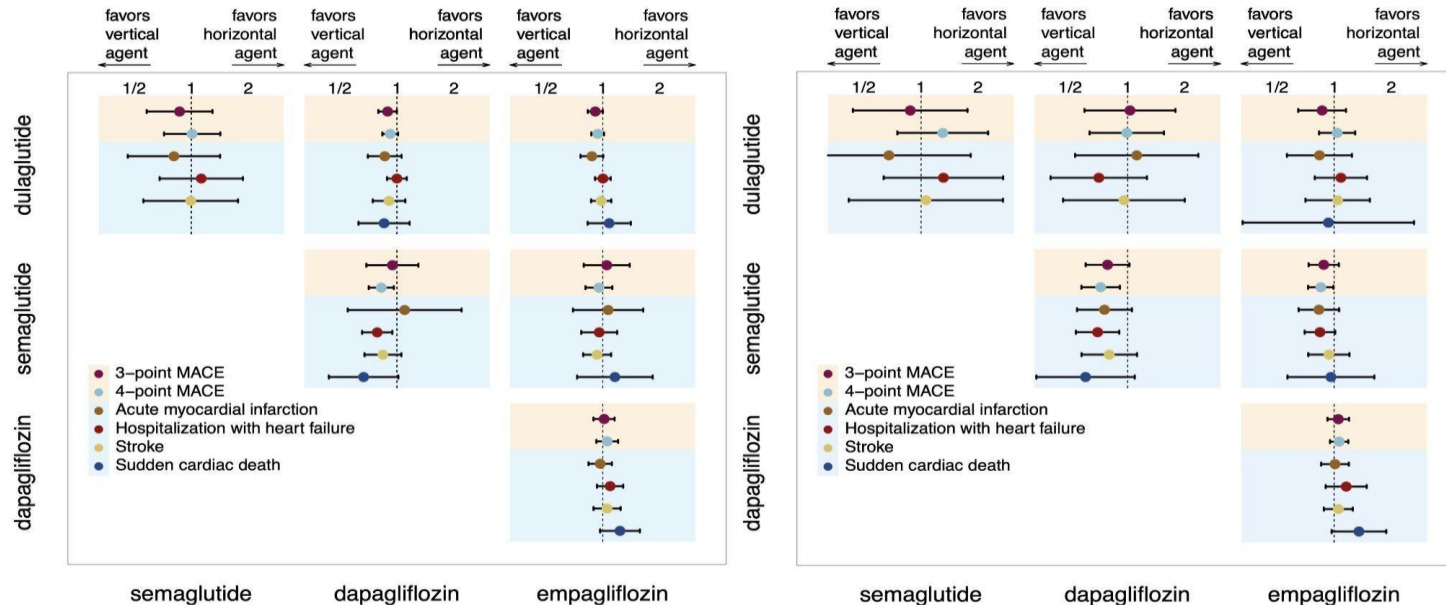 favors favors favors favors favors favors
vertical horizontal vertical horizontal vertical horizontal
agent agent agent agent agent agent
1/2 1 2 1/2 1 2 1/2 1 2
dulaglutide
semaglutide
dapagliflozin
3−point MACE
4−point MACE
Acute myocardial infarction
Hospitalization with heart failure
Stroke
Sudden cardiac death
semaglutide dapagliflozin empagliflozin
favors favors favors favors favors favors
vertical horizontal vertical horizontal vertical horizontal
agent agent agent agent agent agent
1/2 1 2 1/2 1 2 1/2 1 2
dulaglutide
semaglutide
dapagliflozin
3−point MACE
4−point MACE
Acute myocardial infarction
Hospitalization with heart failure
Stroke
Sudden cardiac death
semaglutide dapagliflozin empagliflozin